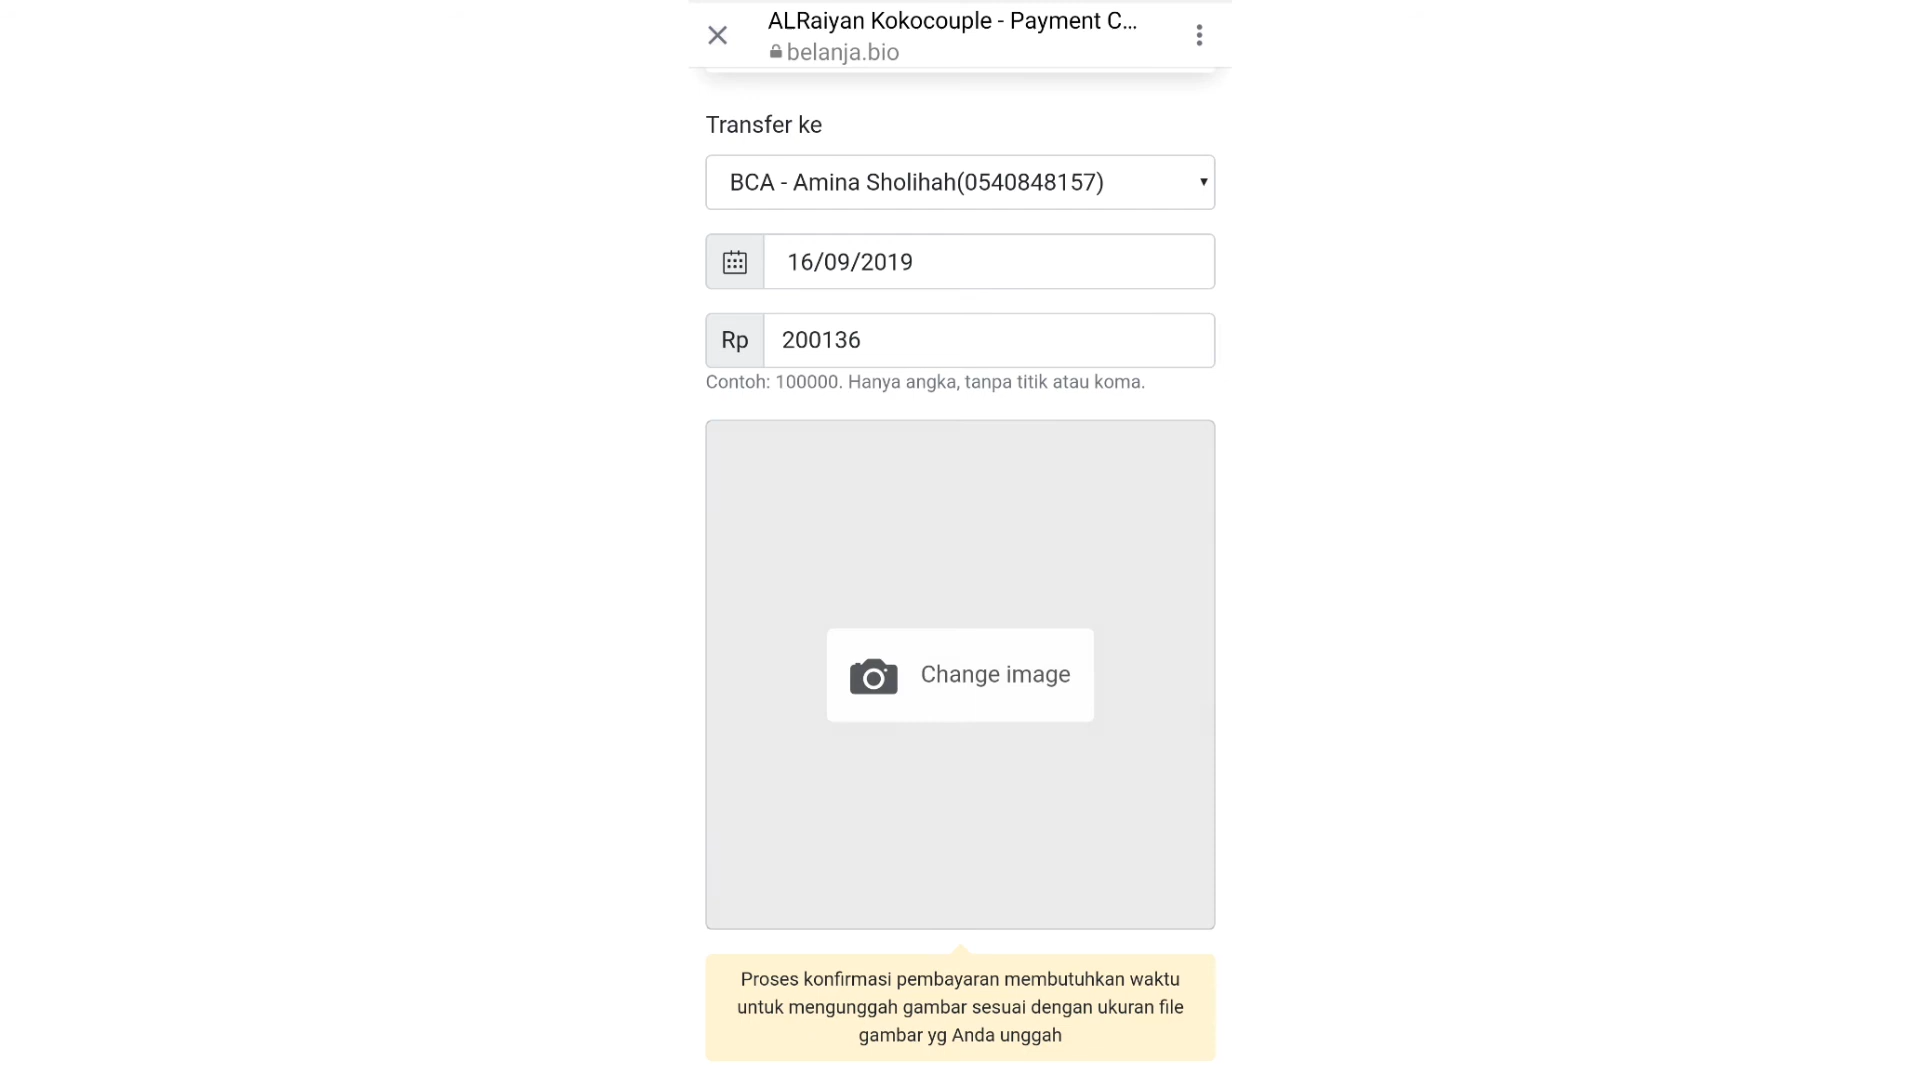 ALRaiyan Kokocouple - Payment C...
belanja.bio
Transfer ke
BCA - Amina Sholihah(0540848157)
16/09/2019
Rp 200136
Contoh: 100000. Hanya angka, tanpa titik atau koma.
Change image
Proses konfirmasi pembayaran membutuhkan waktu
untuk mengunggah gambar sesuai dengan ukuran file
gambar yg Anda unggah